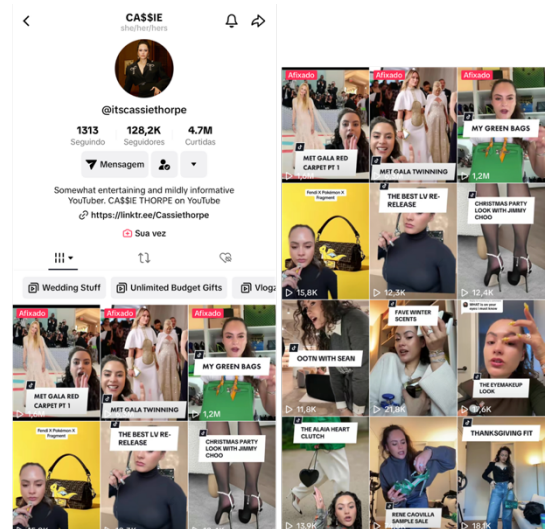 CA$$IE
she/her/hers
@itscassiethorpe
1313
128,2K
4.7M
Seguindo
Seguidores
Curtidas
Mensagem
Somewhat entertaining and mildly informative
YouTuber. CA$$IE THORPE on YouTube
https://linktr.ee/Cassiethorpe
Sua vez
Wedding Stuff
Unlimited Budget Gifts
Vlogz
Afixado
MET GALA RED
CARPET PT 1
Afixado
MET GALA TWINNING
Afixado
MY GREEN BAGS
1,2M
Fendi X Pokémon X
Fragment
THE BEST LV RE-
RELEASE
CHRISTMAS PARTY
LOOK WITH JIMMY
CHOO
Afixado
MET GALA RED
CARPET PT 1
Afixado
MET GALA TWINNING
Afixado
MY GREEN BAGS
1,2M
Fendi X Pokémon X
Fragment
15,8K
THE BEST LV RE-
RELEASE
12,3K
CHRISTMAS PARTY
LOOK WITH JIMMY
CHOO
12,4K
OOTN WITH SEAN
11,8K
FAVE WINTER
SCENTS
21,8K
THE EYEMAKEUP
LOOK
THE ALAIA HEART
CLUTCH
13,9K
RENE CAOVILLA
SAMPLE SALE
THANKSGIVING FIT
18,1K